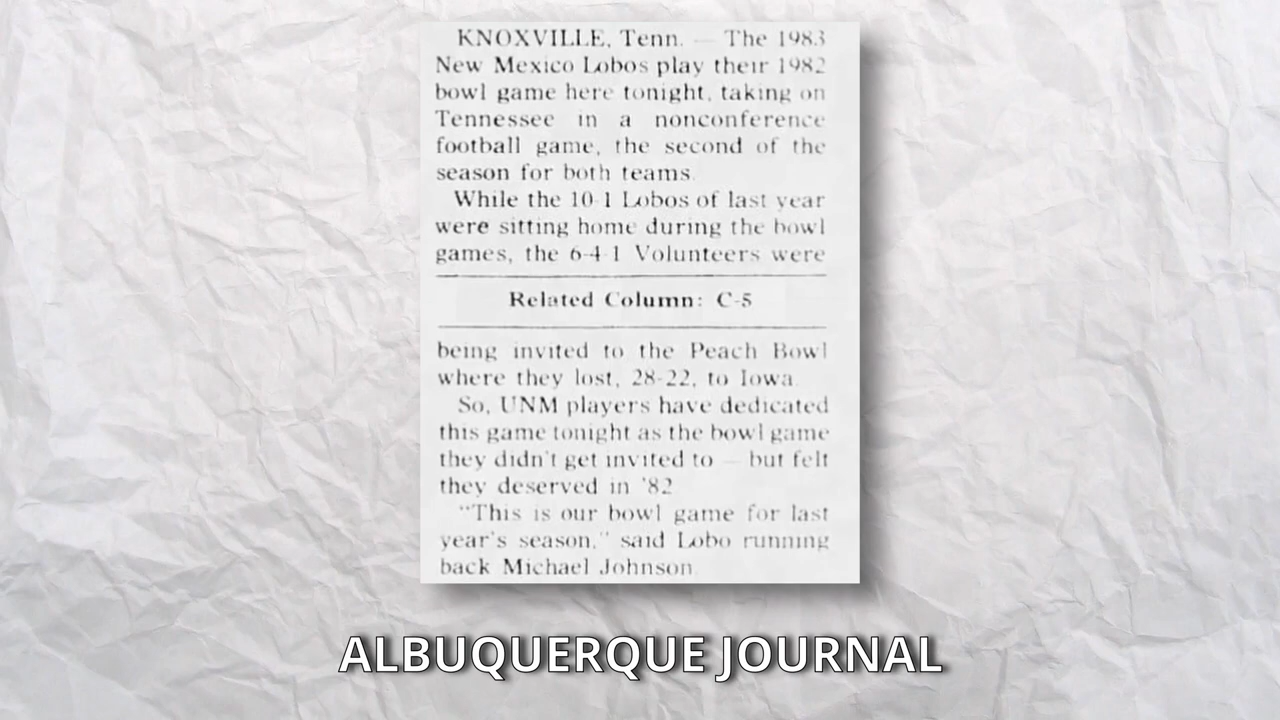 KNOXVILLE, Tenn. — The 1983
New Mexico Lobos play their 1982
bowl game here tonight, taking on
Tennessee in a nonconference
football game, the second of the
season for both teams.
While the 10-1 Lobos of last year
were sitting home during the bowl
games, the 6-4-1 Volunteers were
Related Column: C-5
being invited to the Peach Bowl
where they lost, 28-22, to Iowa.
So, UNM players have dedicated
this game tonight as the bowl game
they didn't get invited to — but felt
they deserved in '82
"This is our bowl game for last
year's season," said Lobo running
back Michael Johnson.
ALBUQUERQUE JOURNAL